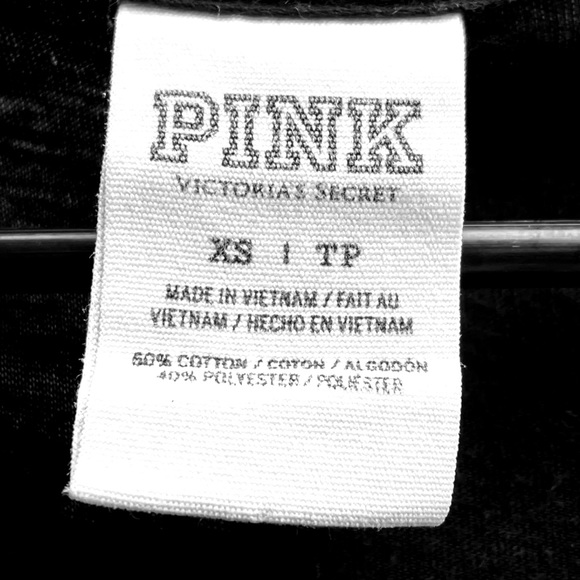 PINK
VICTORIA'S SECRET
XS | TP
MADE IN VIETNAM / FAIT AU
VIETNAM / HECHO EN VIETNAM
60% COTTON / COTON / ALGODÓN
40% POLYESTER / POLIÉSTER